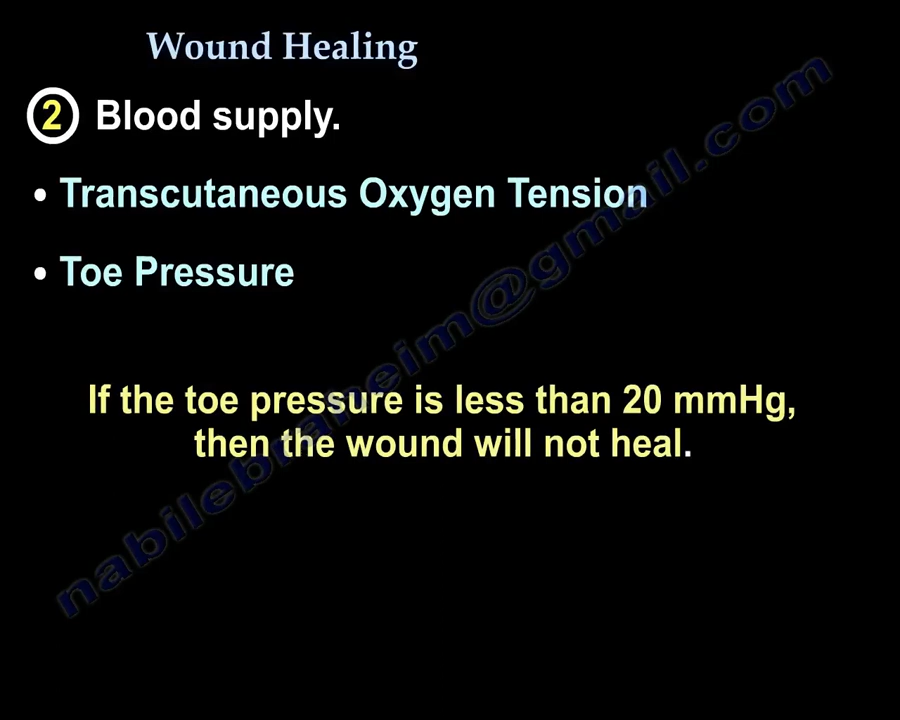 Wound Healing
2 Blood supply.
• Transcutaneous Oxygen Tension
• Toe Pressure
If the toe pressure is less than 20 mmHg,
then the wound will not heal.
nabilebraheim@gmail.com